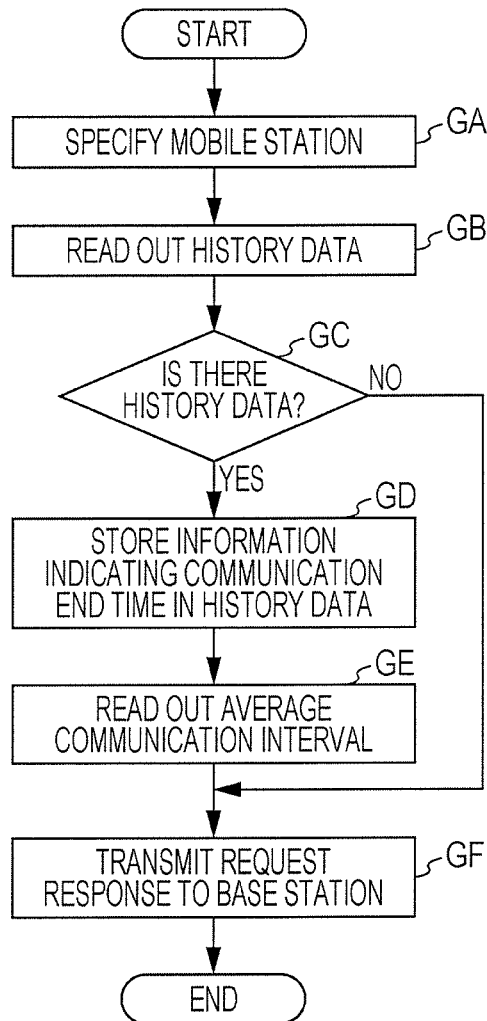 START
SPECIFY MOBILE STATION
GA
READ OUT HISTORY DATA
GB
GC
IS THERE
HISTORY DATA?
NO
YES
GD
STORE INFORMATION
INDICATING COMMUNICATION
END TIME IN HISTORY DATA
GE
READ OUT AVERAGE
COMMUNICATION INTERVAL
TRANSMIT REQUEST
RESPONSE TO BASE STATION
GF
END